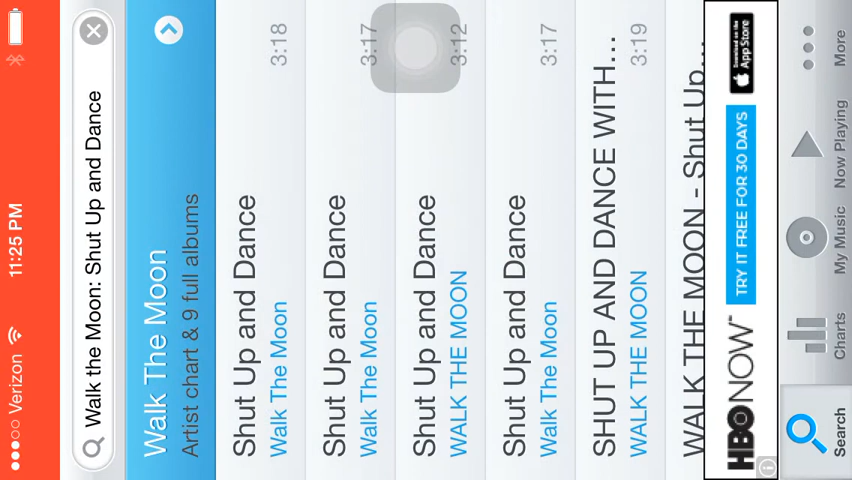 Verizon 11:25 PM
Walk the Moon: Shut Up and Dance
Walk The Moon
Artist chart & 9 full albums
Shut Up and Dance
Walk The Moon 3:18
Shut Up and Dance
Walk The Moon 3:17
Shut Up and Dance
WALK THE MOON 3:12
Shut Up and Dance
Walk The Moon 3:17
SHUT UP AND DANCE WITH...
WALK THE MOON 3:19
WALK THE MOON - Shut Up...
HBO NOW TRY IT FREE FOR 30 DAYS Download on the App Store
Search Charts My Music Now Playing More